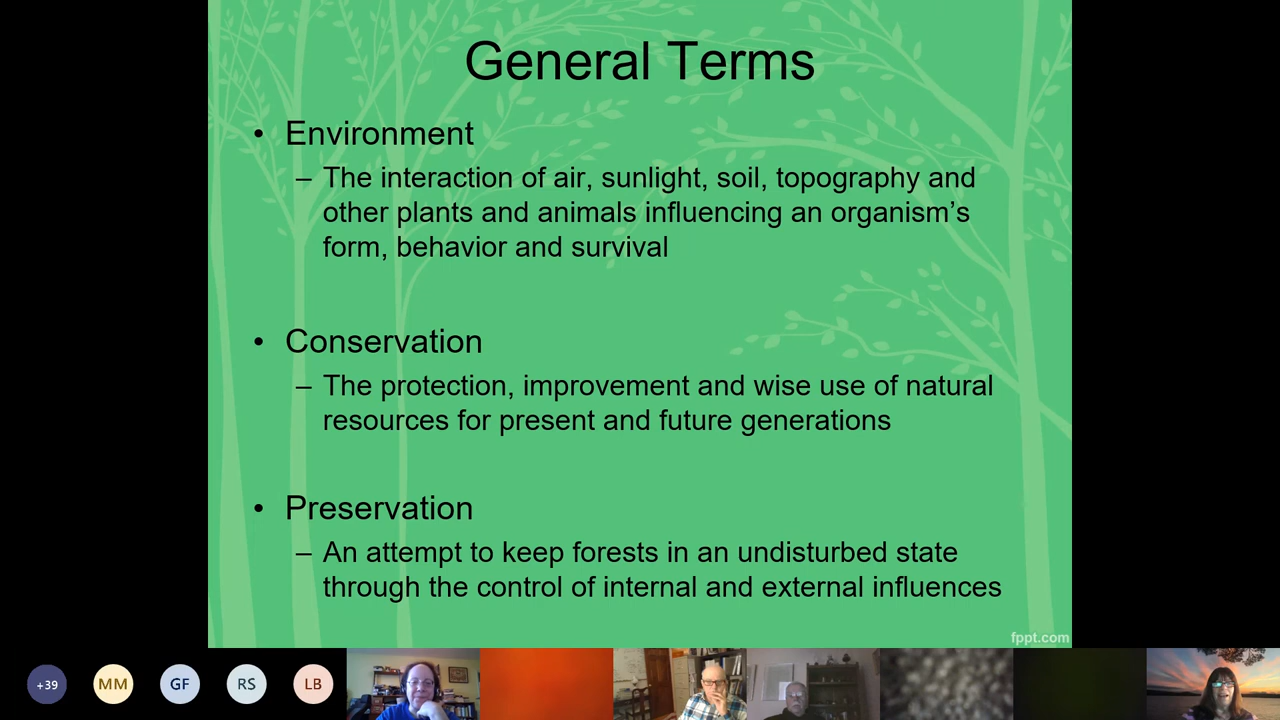 General Terms
• Environment
– The interaction of air, sunlight, soil, topography and
other plants and animals influencing an organism’s
form, behavior and survival
• Conservation
– The protection, improvement and wise use of natural
resources for present and future generations
• Preservation
– An attempt to keep forests in an undisturbed state
through the control of internal and external influences
fppt.com
+39 MM GF RS LB